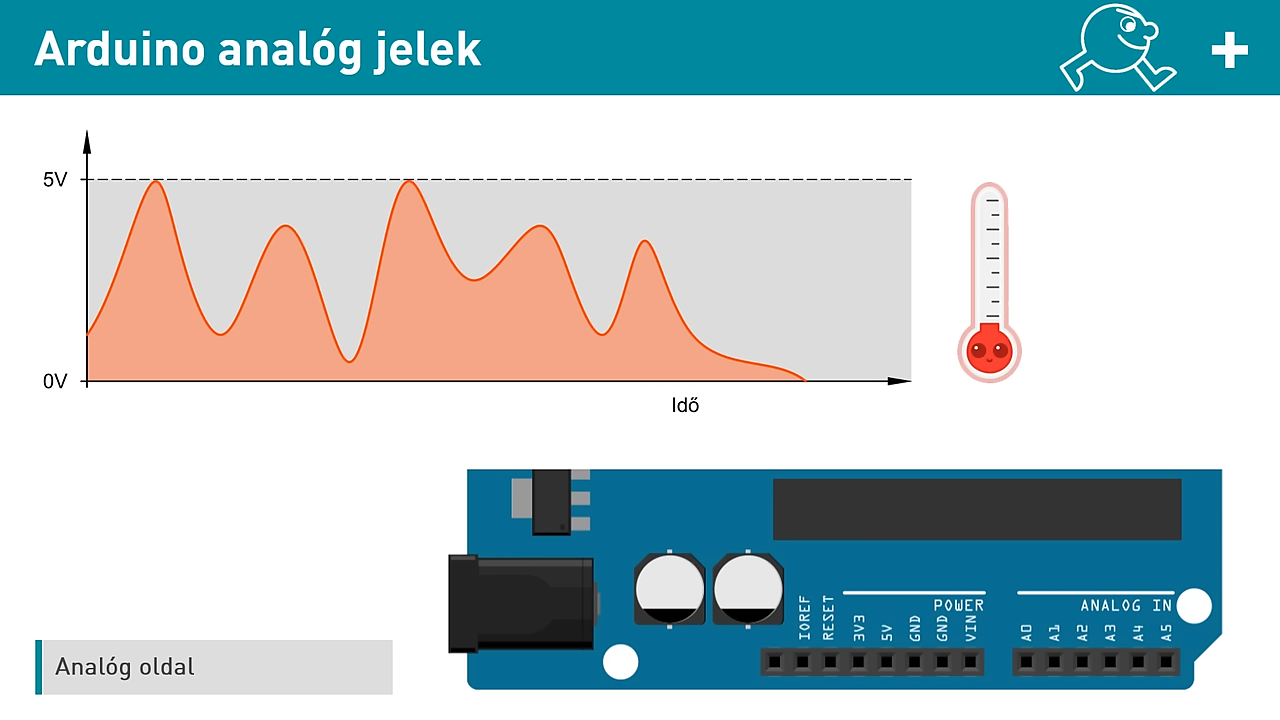 Arduino analóg jelek
5V
0V
Idő
POWER
ANALOG IN
IOREF
RESET
3V3
5V
GND
GND
VIN
A0
A1
A2
A3
A4
A5
Analóg oldal